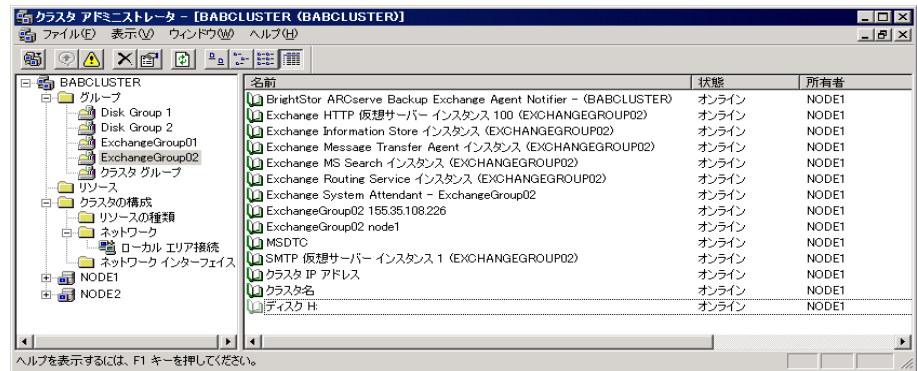 クラスタ アドミニストレータ - [BABCLUSTER (BABCLUSTER)]
ファイル(F) 表示(V) ウィンドウ(W) ヘルプ(H)
BABCLUSTER
グループ
Disk Group 1
Disk Group 2
ExchangeGroup01
ExchangeGroup02
クラスタ グループ
リソース
クラスタの構成
リソースの種類
ネットワーク
ローカル エリア接続
ネットワーク インターフェイス
NODE1
NODE2
名前 状態 所有者
BrightStor ARCserve Backup Exchange Agent Notifier - (BABCLUSTER) オンライン NODE1
Exchange HTTP 仮想サーバー インスタンス 100 (EXCHANGEGROUP02) オンライン NODE1
Exchange Information Store インスタンス (EXCHANGEGROUP02) オンライン NODE1
Exchange Message Transfer Agent インスタンス (EXCHANGEGROUP02) オンライン NODE1
Exchange MS Search インスタンス (EXCHANGEGROUP02) オンライン NODE1
Exchange Routing Service インスタンス (EXCHANGEGROUP02) オンライン NODE1
Exchange System Attendant - ExchangeGroup02 オンライン NODE1
ExchangeGroup02 155.35.108.226 オンライン NODE1
ExchangeGroup02 node1 オンライン NODE1
MSDTC オンライン NODE1
SMTP 仮想サーバー インスタンス 1 (EXCHANGEGROUP02) オンライン NODE1
クラスタ IP アドレス オンライン NODE1
クラスタ名 オンライン NODE1
ディスク H: オンライン NODE1
ヘルプを表示するには、F1 キーを押してください。